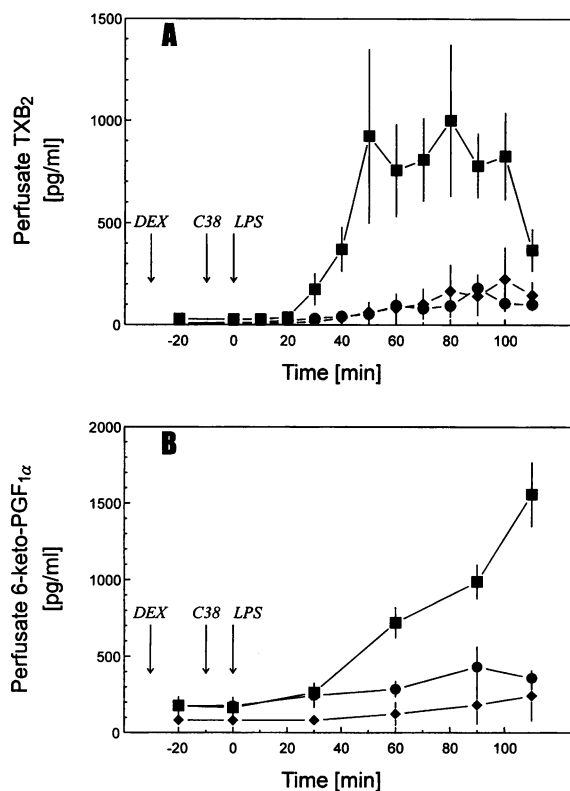 A
1500
1000
500
0
Perfusate TXB₂
[pg/ml]
DEX C38 LPS
-20 0 20 40 60 80 100
Time [min]
B
2000
1500
1000
500
0
Perfusate 6-keto-PGF₁α
[pg/ml]
DEX C38 LPS
-20 0 20 40 60 80 100
Time [min]